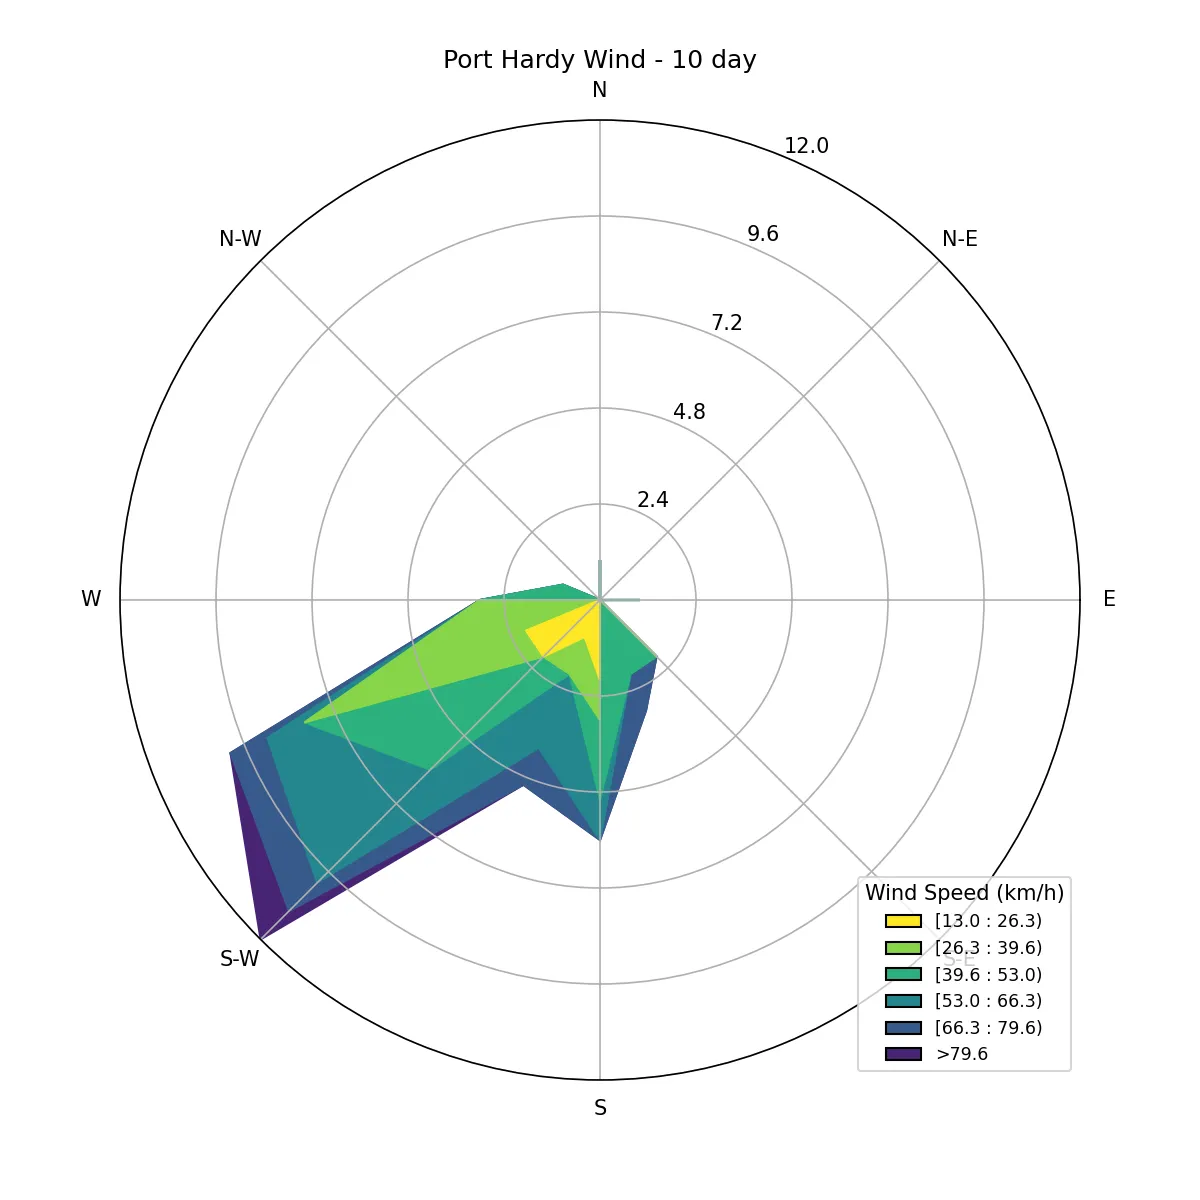 Port Hardy Wind - 10 day
N
12.0
N-W
9.6
N-E
7.2
4.8
2.4
W
E
S-W
S-E
Wind Speed (km/h)
[13.0 : 26.3)
[26.3 : 39.6)
[39.6 : 53.0)
[53.0 : 66.3)
[66.3 : 79.6)
>79.6
S